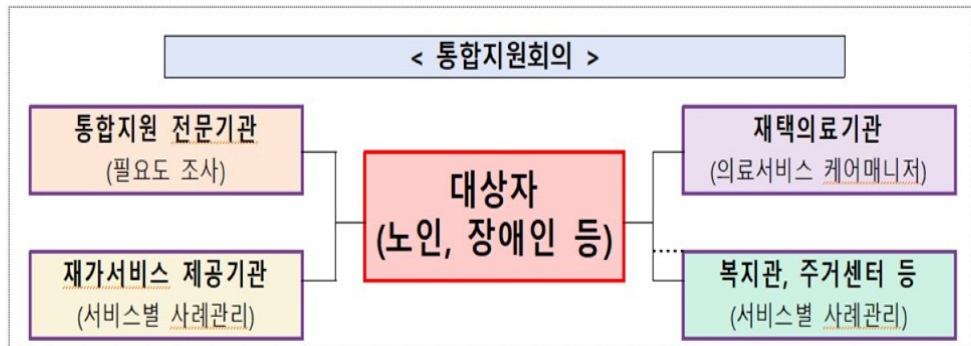 < 통합지원회의 >
통합지원 전문기관
(필요도 조사)
재택의료기관
(의료서비스 케어매니저)
대상자
(노인, 장애인 등)
재가서비스 제공기관
(서비스별 사례관리)
복지관, 주거센터 등
(서비스별 사례관리)